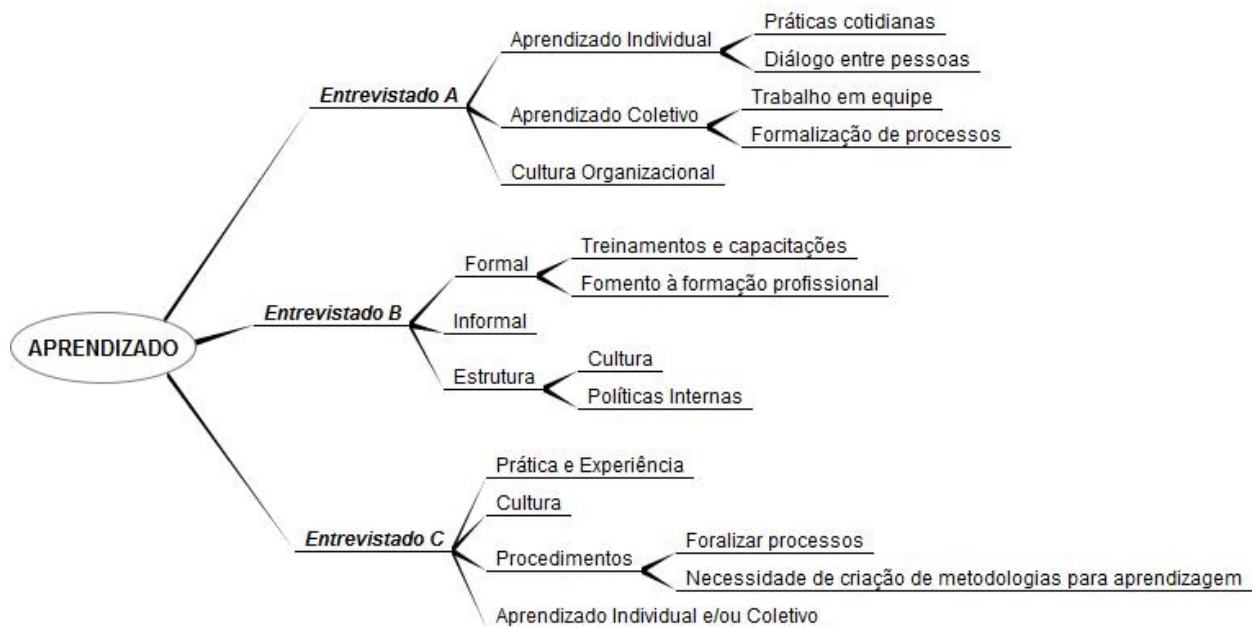 APRENDIZADO
Entrevistado A
Aprendizado Individual
Práticas cotidianas
Diálogo entre pessoas
Aprendizado Coletivo
Trabalho em equipe
Formalização de processos
Cultura Organizacional
Entrevistado B
Formal
Treinamentos e capacitações
Fomento à formação profissional
Informal
Estrutura
Cultura
Políticas Internas
Entrevistado C
Prática e Experiência
Cultura
Procedimentos
Foralizar processos
Necessidade de criação de metodologias para aprendizagem
Aprendizado Individual e/ou Coletivo